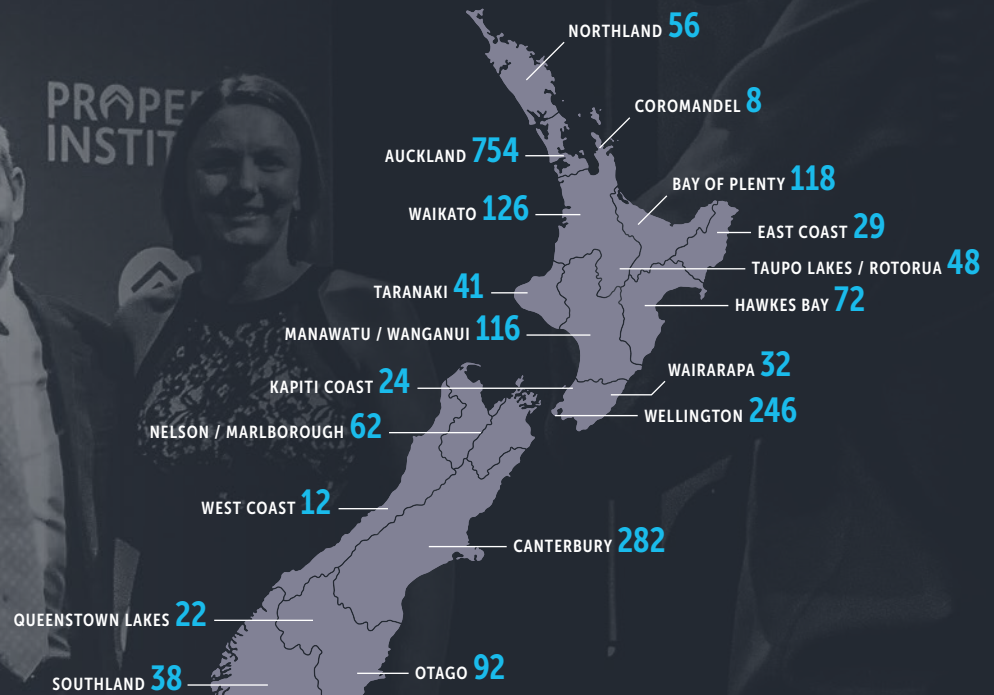 NORTHLAND 56
COROMANDEL 8
AUCKLAND 754
BAY OF PLENTY 118
WAIKATO 126
EAST COAST 29
TAUPO LAKES / ROTORUA 48
TARANAKI 41
HAWKES BAY 72
MANAWATU / WANGANUI 116
WAIRARAPA 32
KAPITI COAST 24
WELLINGTON 246
NELSON / MARLBOROUGH 62
WEST COAST 12
CANTERBURY 282
QUEENSTOWN LAKES 22
OTAGO 92
SOUTHLAND 38